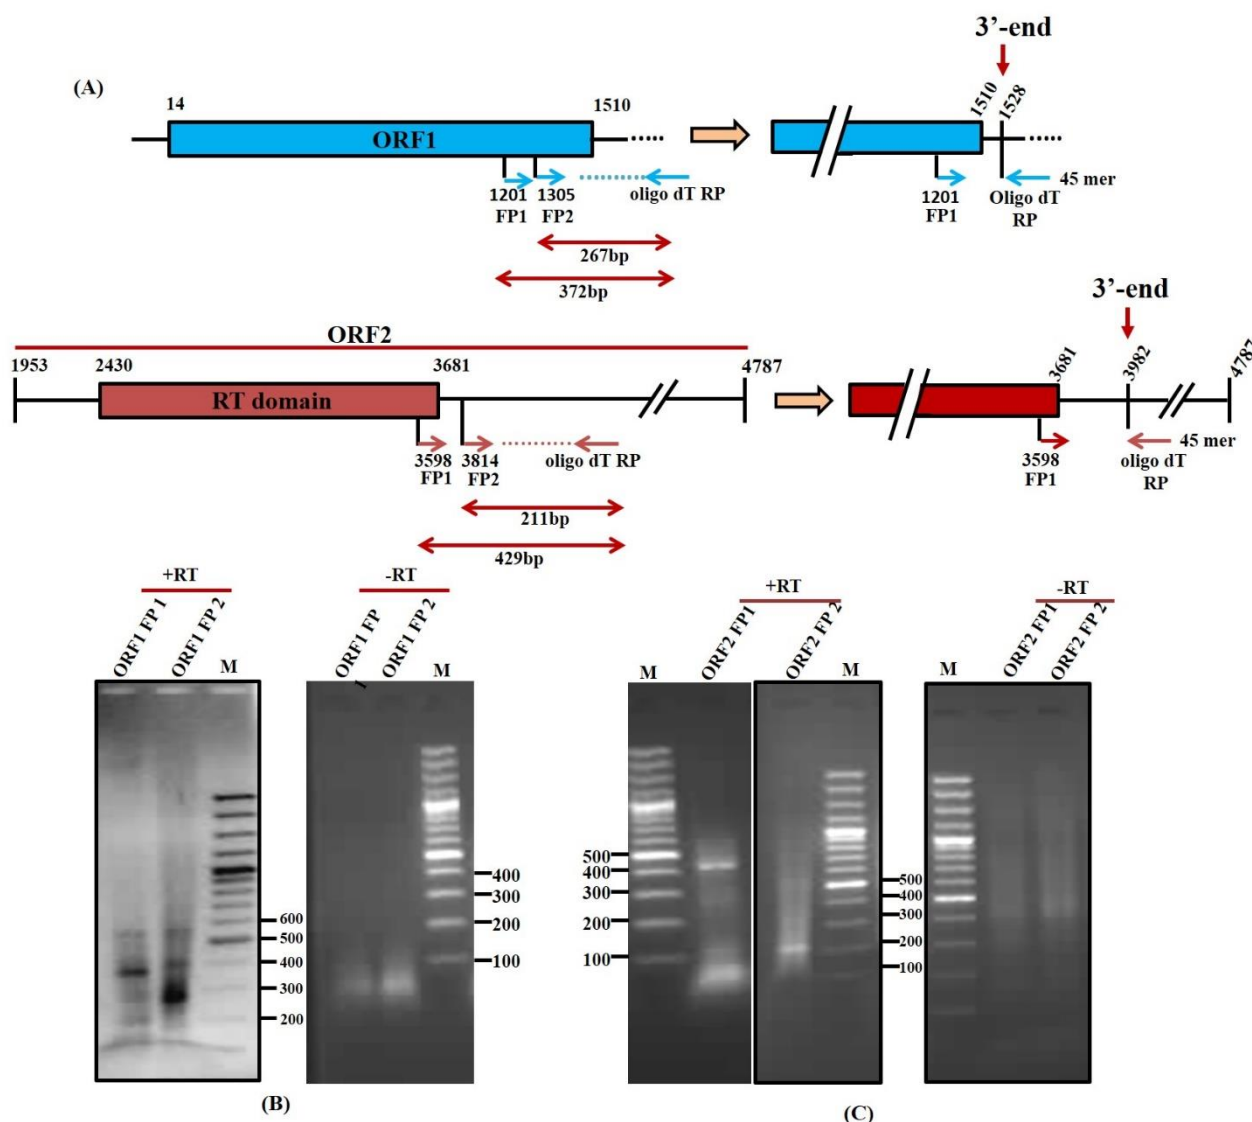 (A)
3’-end
14
1510
1510
1528
ORF1
1201
FP1
1305
FP2
oligo dT RP
1201
FP1
Oligo dT
RP
45 mer
267bp
372bp
3’-end
ORF2
1953
2430
3681
4787
3681
3982
4787
RT domain
3598
FP1
3814
FP2
oligo dT RP
3598
FP1
oligo dT
RP
45 mer
211bp
429bp
+RT
ORF1 FP 1
ORF1 FP 2
M
-RT
ORF1 FP
1
ORF1 FP 2
M
+RT
M
ORF2 FP1
ORF2 FP 2
M
-RT
M
ORF2 FP1
ORF2 FP 2
600
500
400
300
200
400
300
200
100
500
400
300
200
100
500
400
300
200
100
(B)
(C)